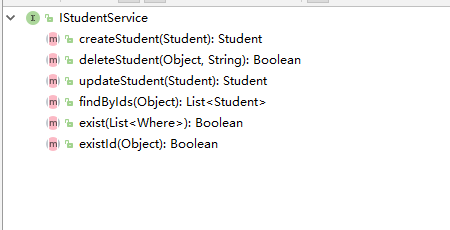 IStudentService
createStudent(Student): Student
deleteStudent(Object, String): Boolean
updateStudent(Student): Student
findByIds(Object): List<Student>
exist(List<Where>): Boolean
existId(Object): Boolean